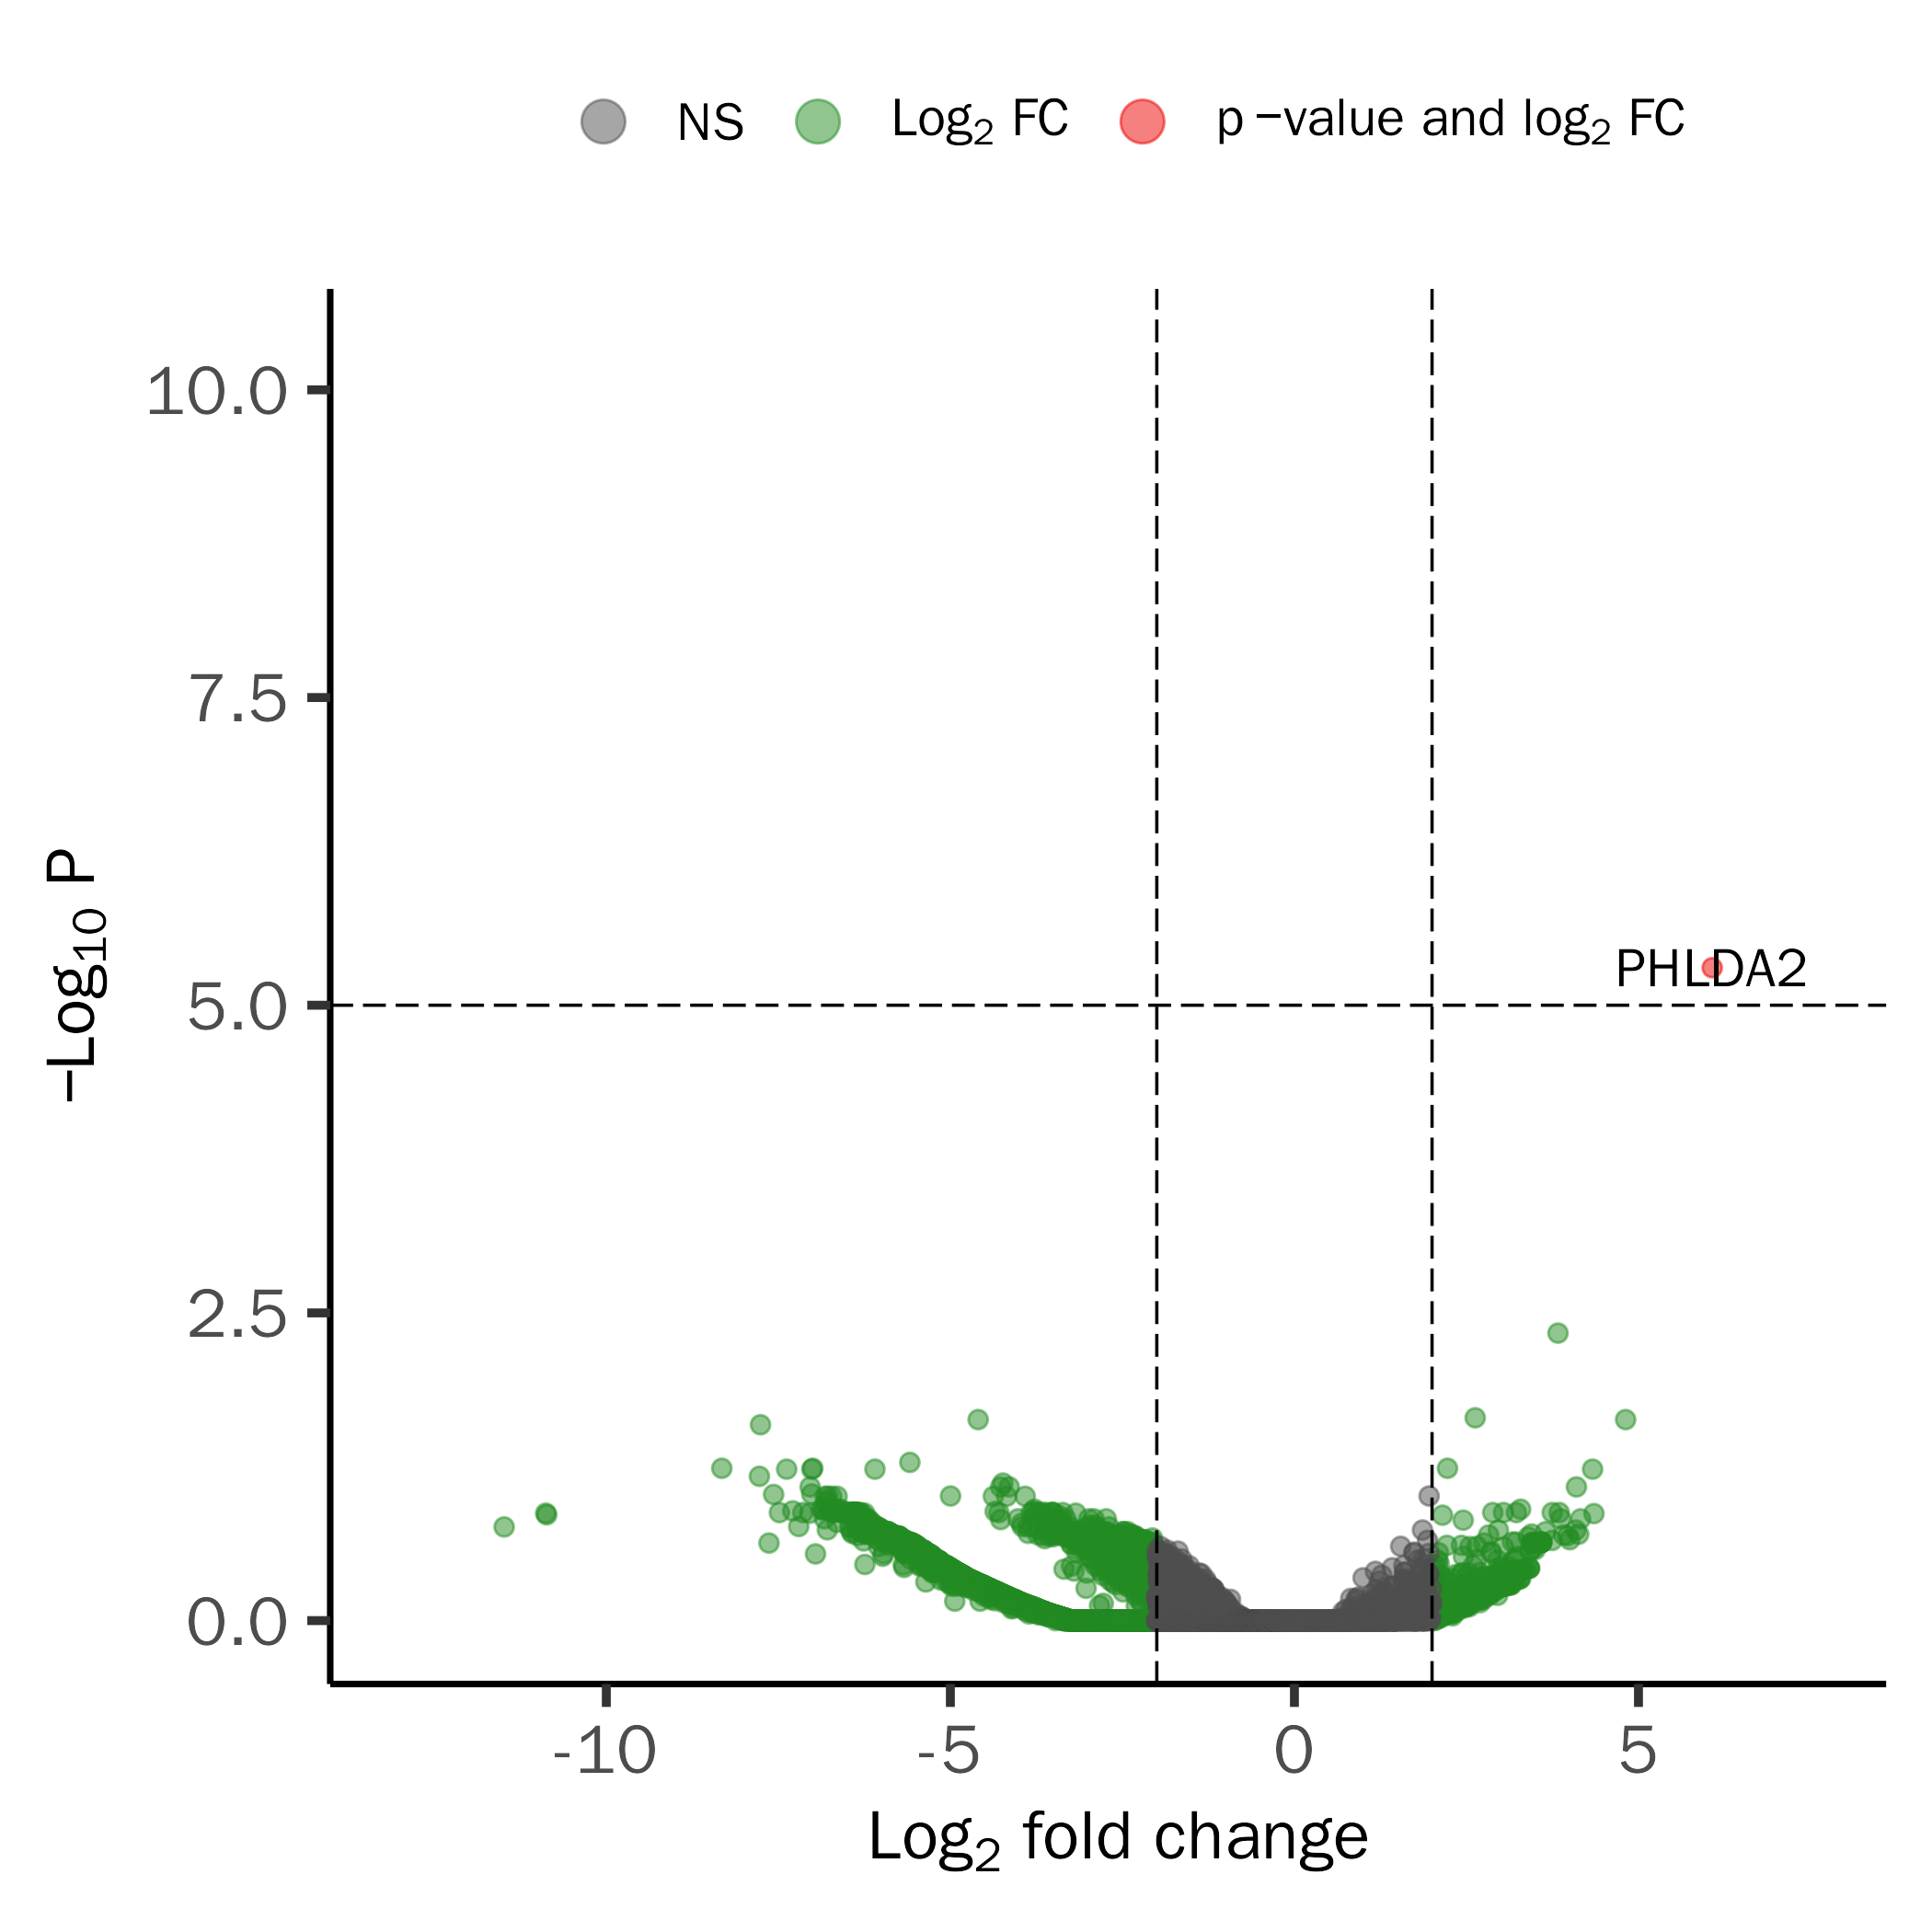 NS Log₂ FC p −value and log₂ FC
−Log₁₀ P
10.0
7.5
5.0
2.5
0.0
PHLDA2
-10 -5 0 5
Log₂ fold change